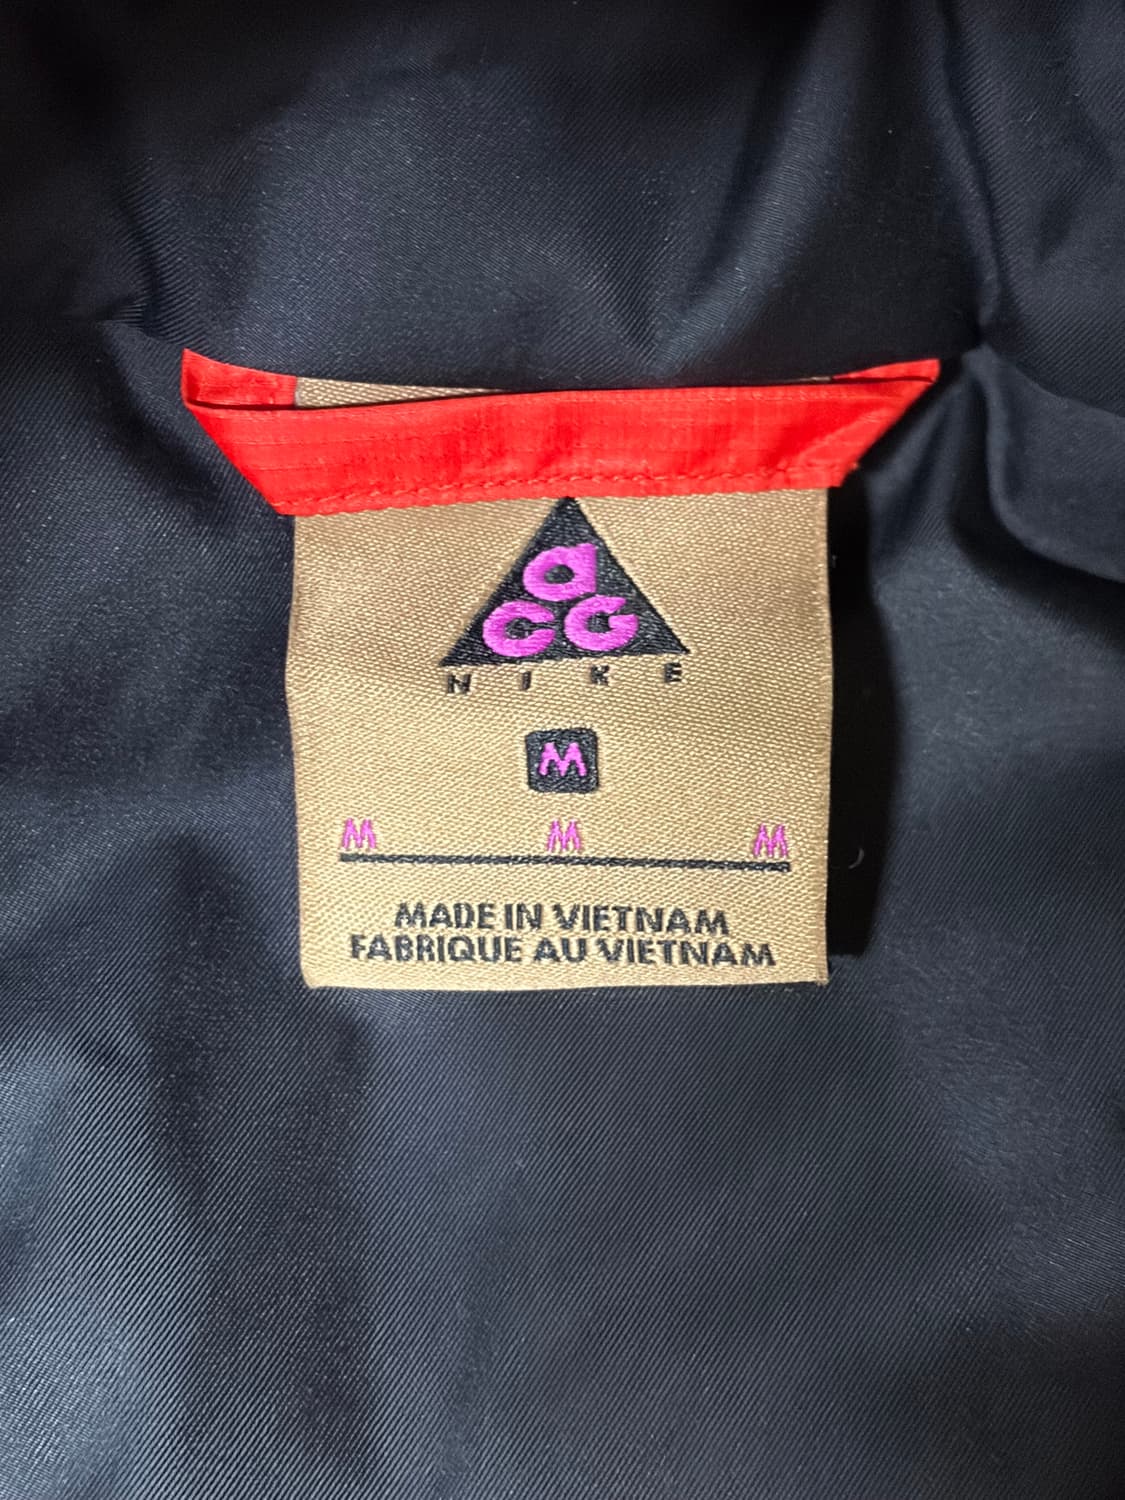 acg
NIKE
M
M M M
MADE IN VIETNAM
FABRIQUE AU VIETNAM